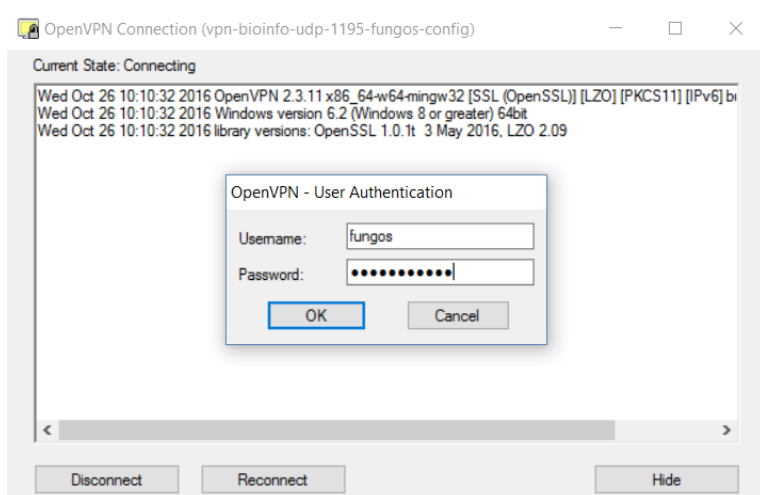 OpenVPN Connection (vpn-bioinfo-udp-1195-fungos-config)
Current State: Connecting
Wed Oct 26 10:10:32 2016 OpenVPN 2.3.11 x86_64-w64-mingw32 [SSL (OpenSSL)] [LZO] [PKCS11] [IPv6]
Wed Oct 26 10:10:32 2016 Windows version 6.2 (Windows 8 or greater) 64bit
Wed Oct 26 10:10:32 2016 library versions: OpenSSL 1.0.1t 3 May 2016, LZO 2.09
OpenVPN - User Authentication
Username: fungos
Password: •••••••••••
OK Cancel
Disconnect Reconnect Hide